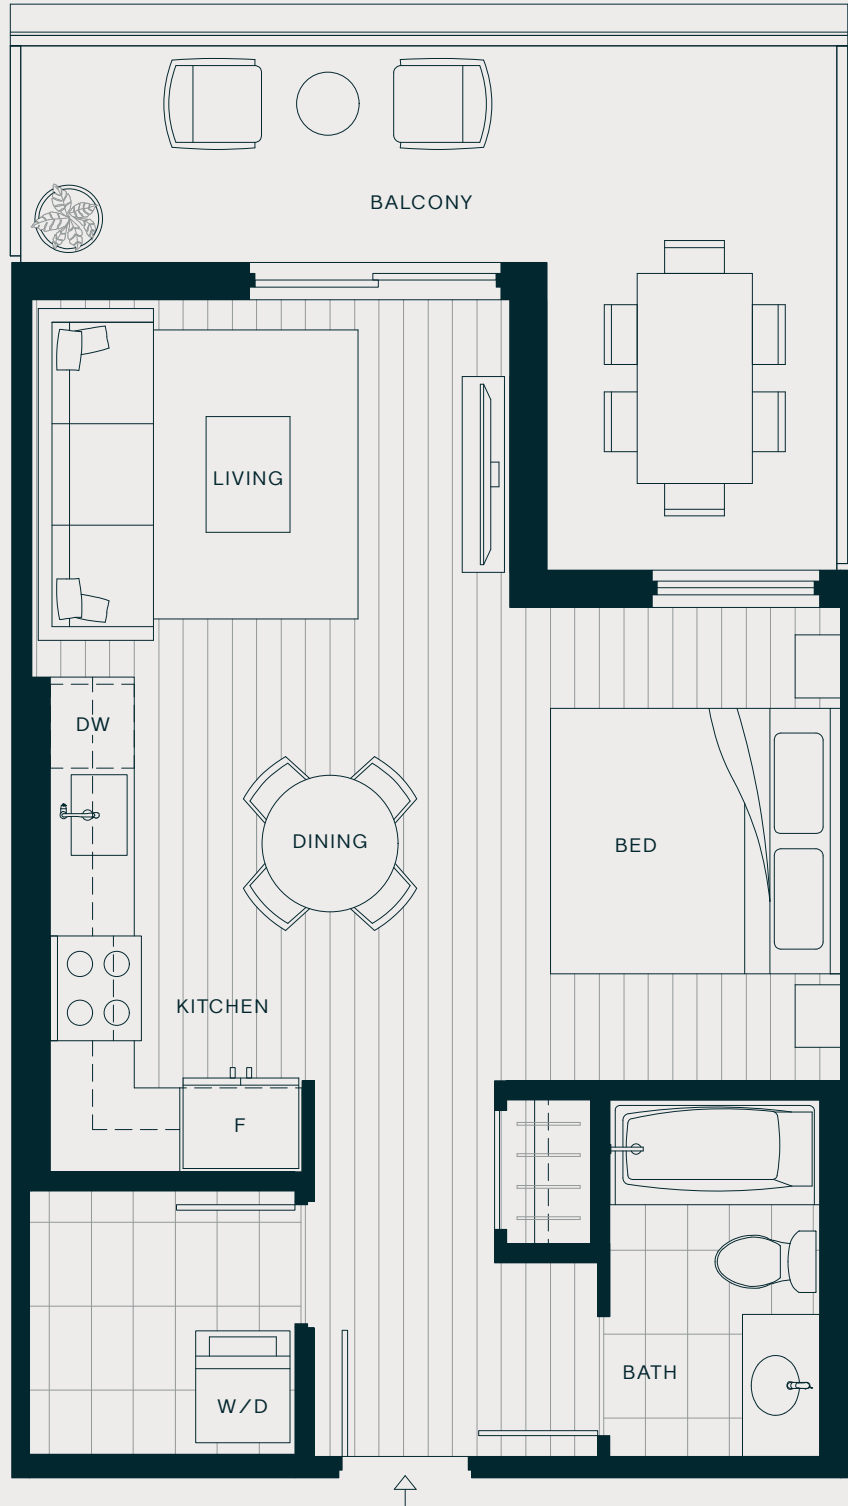 BALCONY
LIVING
DW
DINING
BED
KITCHEN
F
BATH
W/D